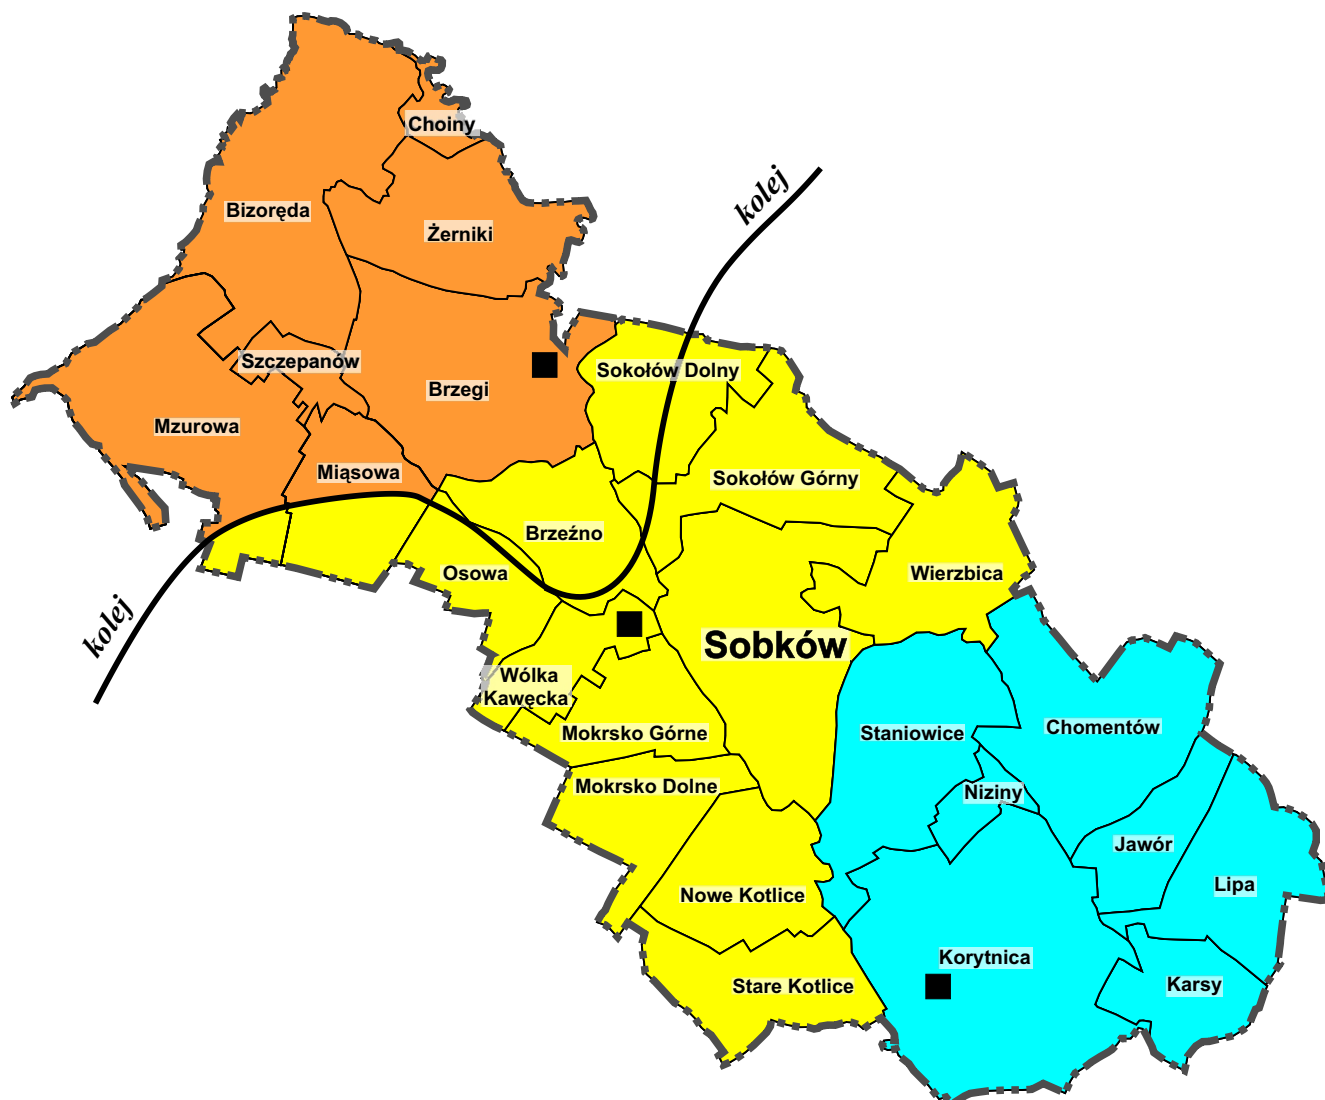 Choiny
kolej
Bizoręda
Żerniki
Szczepanów
Sokołów Dolny
Brzegi
Mzurowa
Miąsowa
Sokołów Górny
Brzeźno
Osowa
Wierzbica
kolej
Sobków
Wólka
Kawęcka
Mokrsko Górne
Staniowice
Chomentów
Mokrsko Dolne
Niziny
Jawór
Nowe Kotlice
Lipa
Korytnica
Stare Kotlice
Karsy